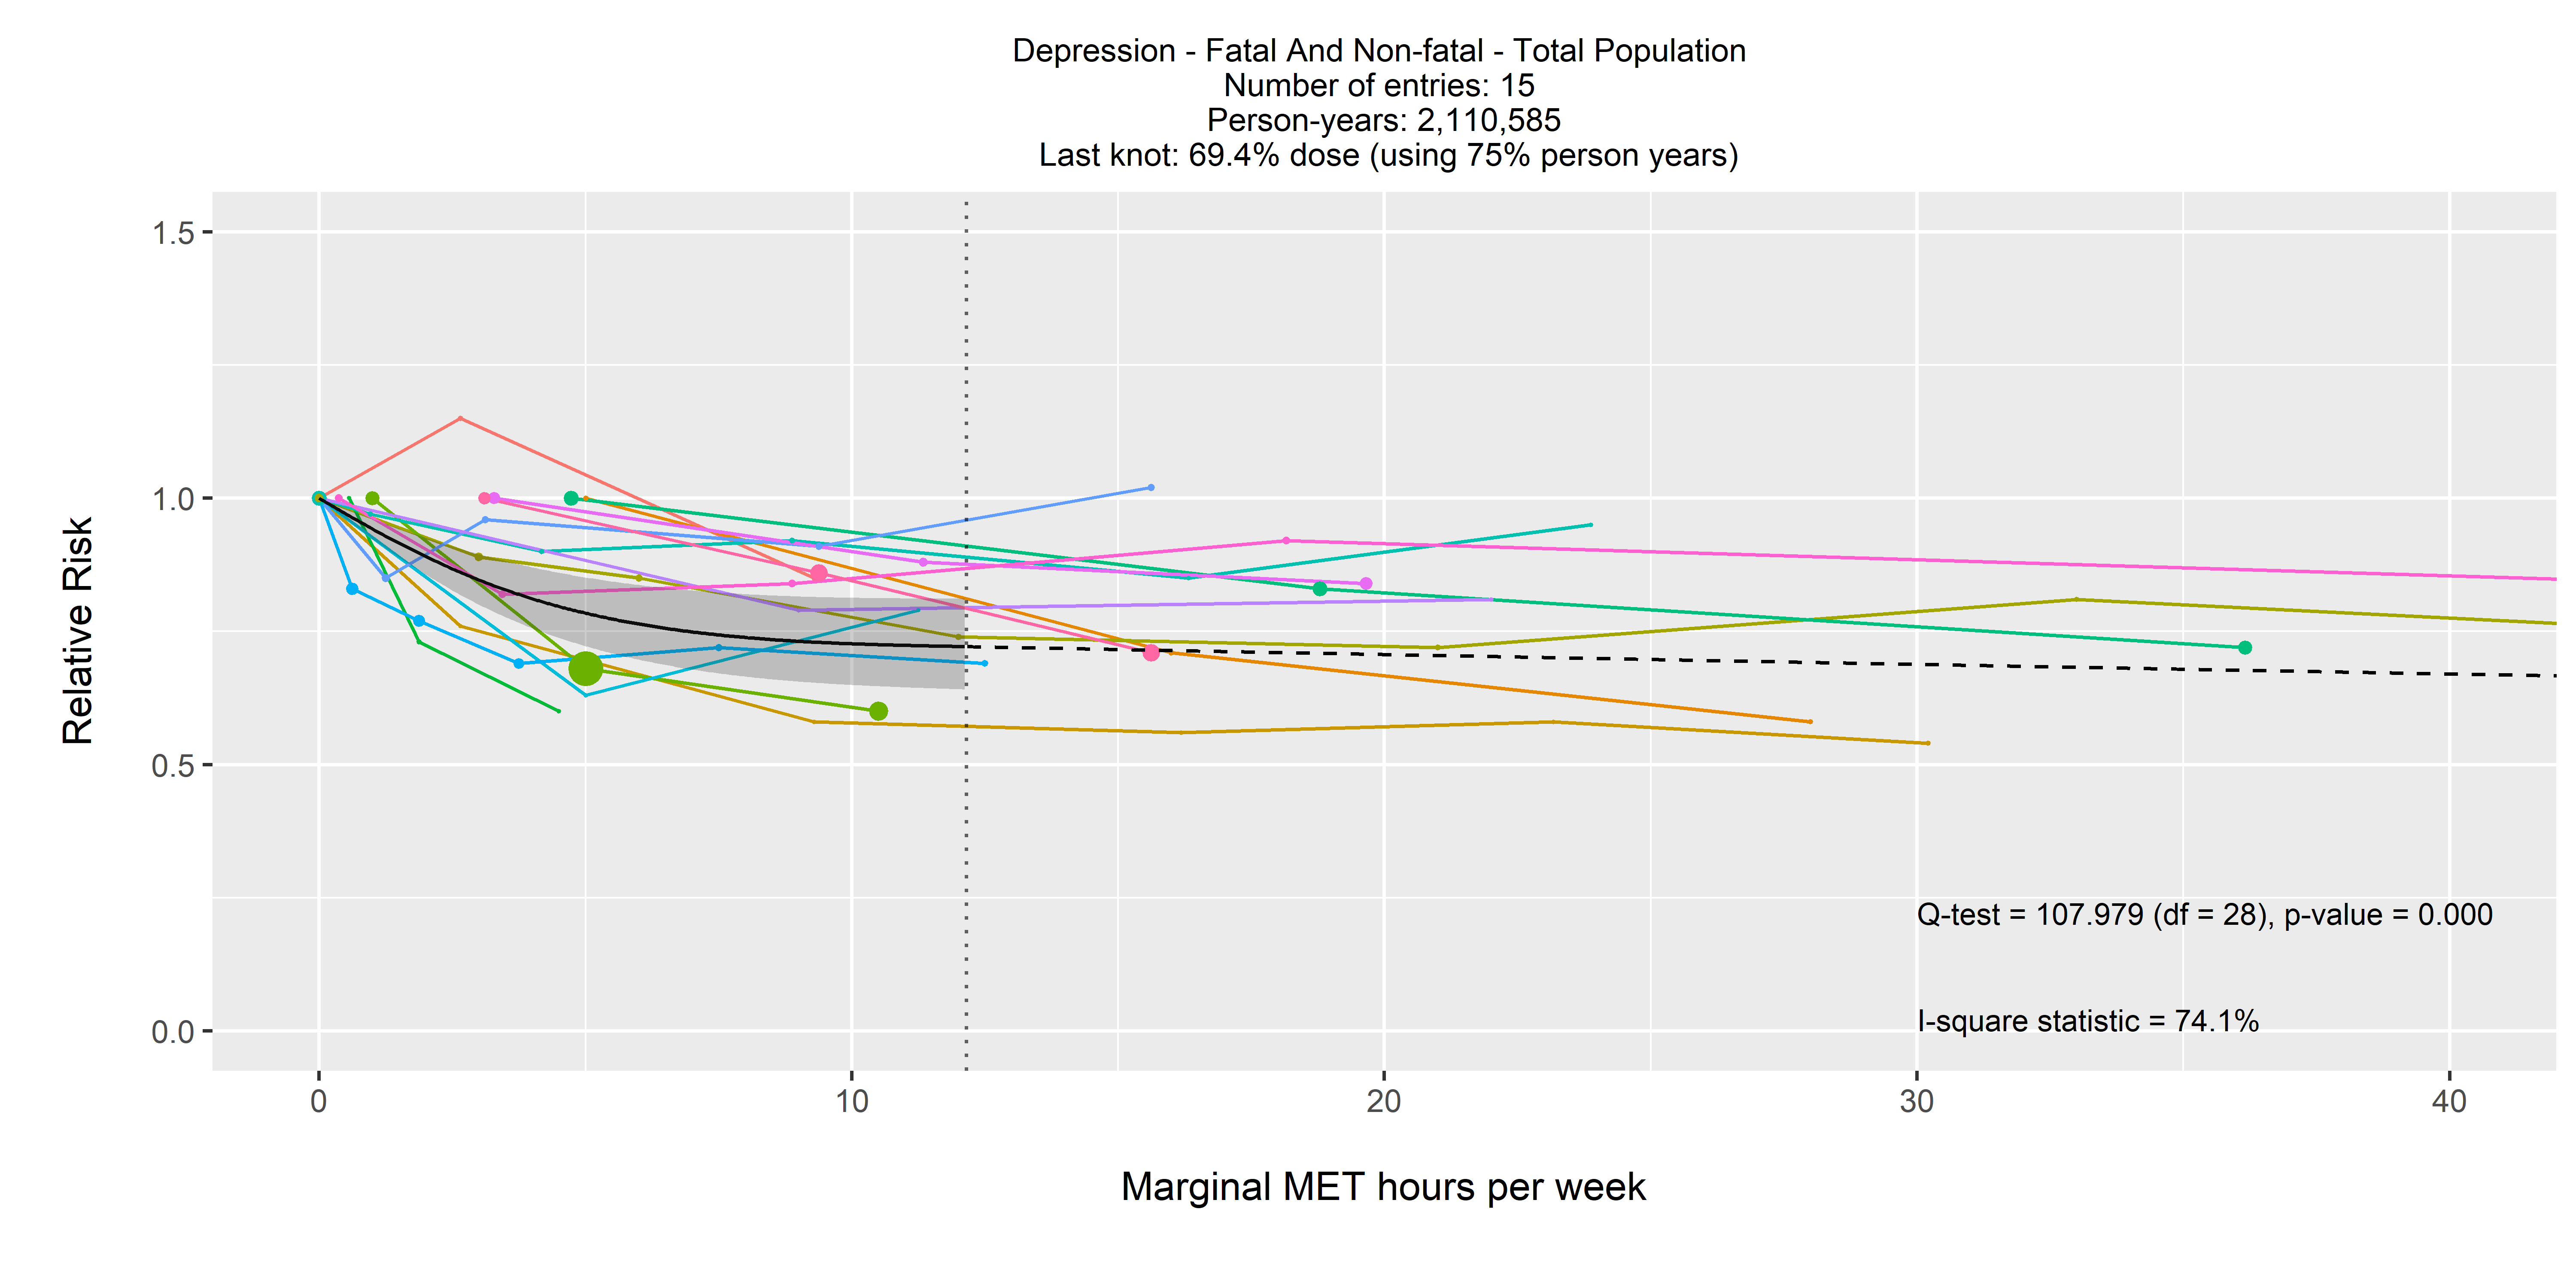 Depression - Fatal And Non-fatal - Total Population
Number of entries: 15
Person-years: 2,110,585
Last knot: 69.4% dose (using 75% person years)
1.5
1.0
0.5
0.0
Relative Risk
Q-test = 107.979 (df = 28), p-value = 0.000
I-square statistic = 74.1%
0 10 20 30 40
Marginal MET hours per week